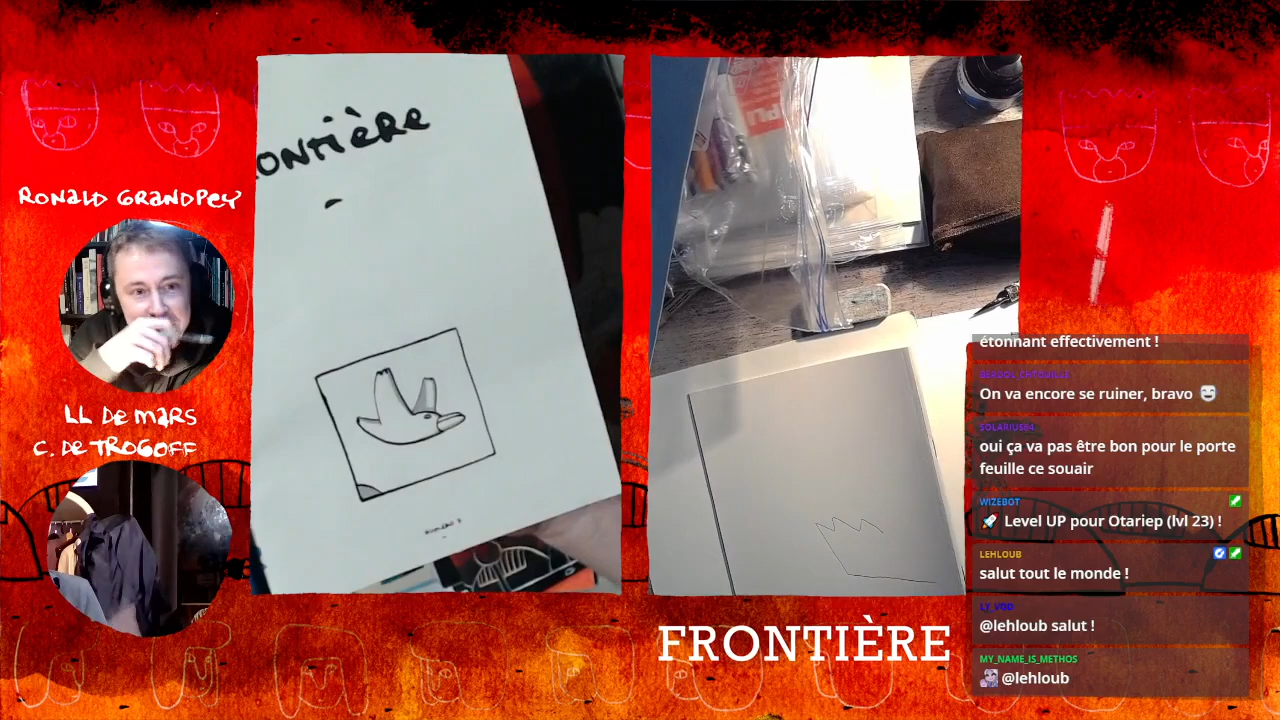 RONALD GRANDPEY
LL DE MARS
C. DE TROGOFF
ONTIÈRE
PLI
FRONTIÈRE
étonnant effectivement !
On va encore se ruiner, bravo
SOLARIUS64
oui ça va pas être bon pour le porte
feuille ce souair
WIZEBOT
Level UP pour Otariep (lvl 23) !
LEHLOUB
salut tout le monde !
LY_VOD
@lehloub salut !
MY_NAME_IS_METHOS
@lehloub